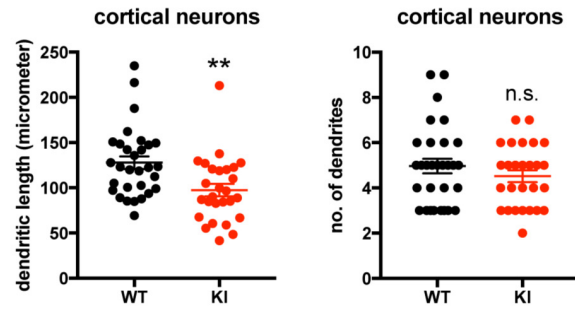 cortical neurons
dendritic length (micrometer)
250
200
150
100
50
0
**
WT
KI
cortical neurons
no. of dendrites
10
8
6
4
2
0
n.s.
WT
KI